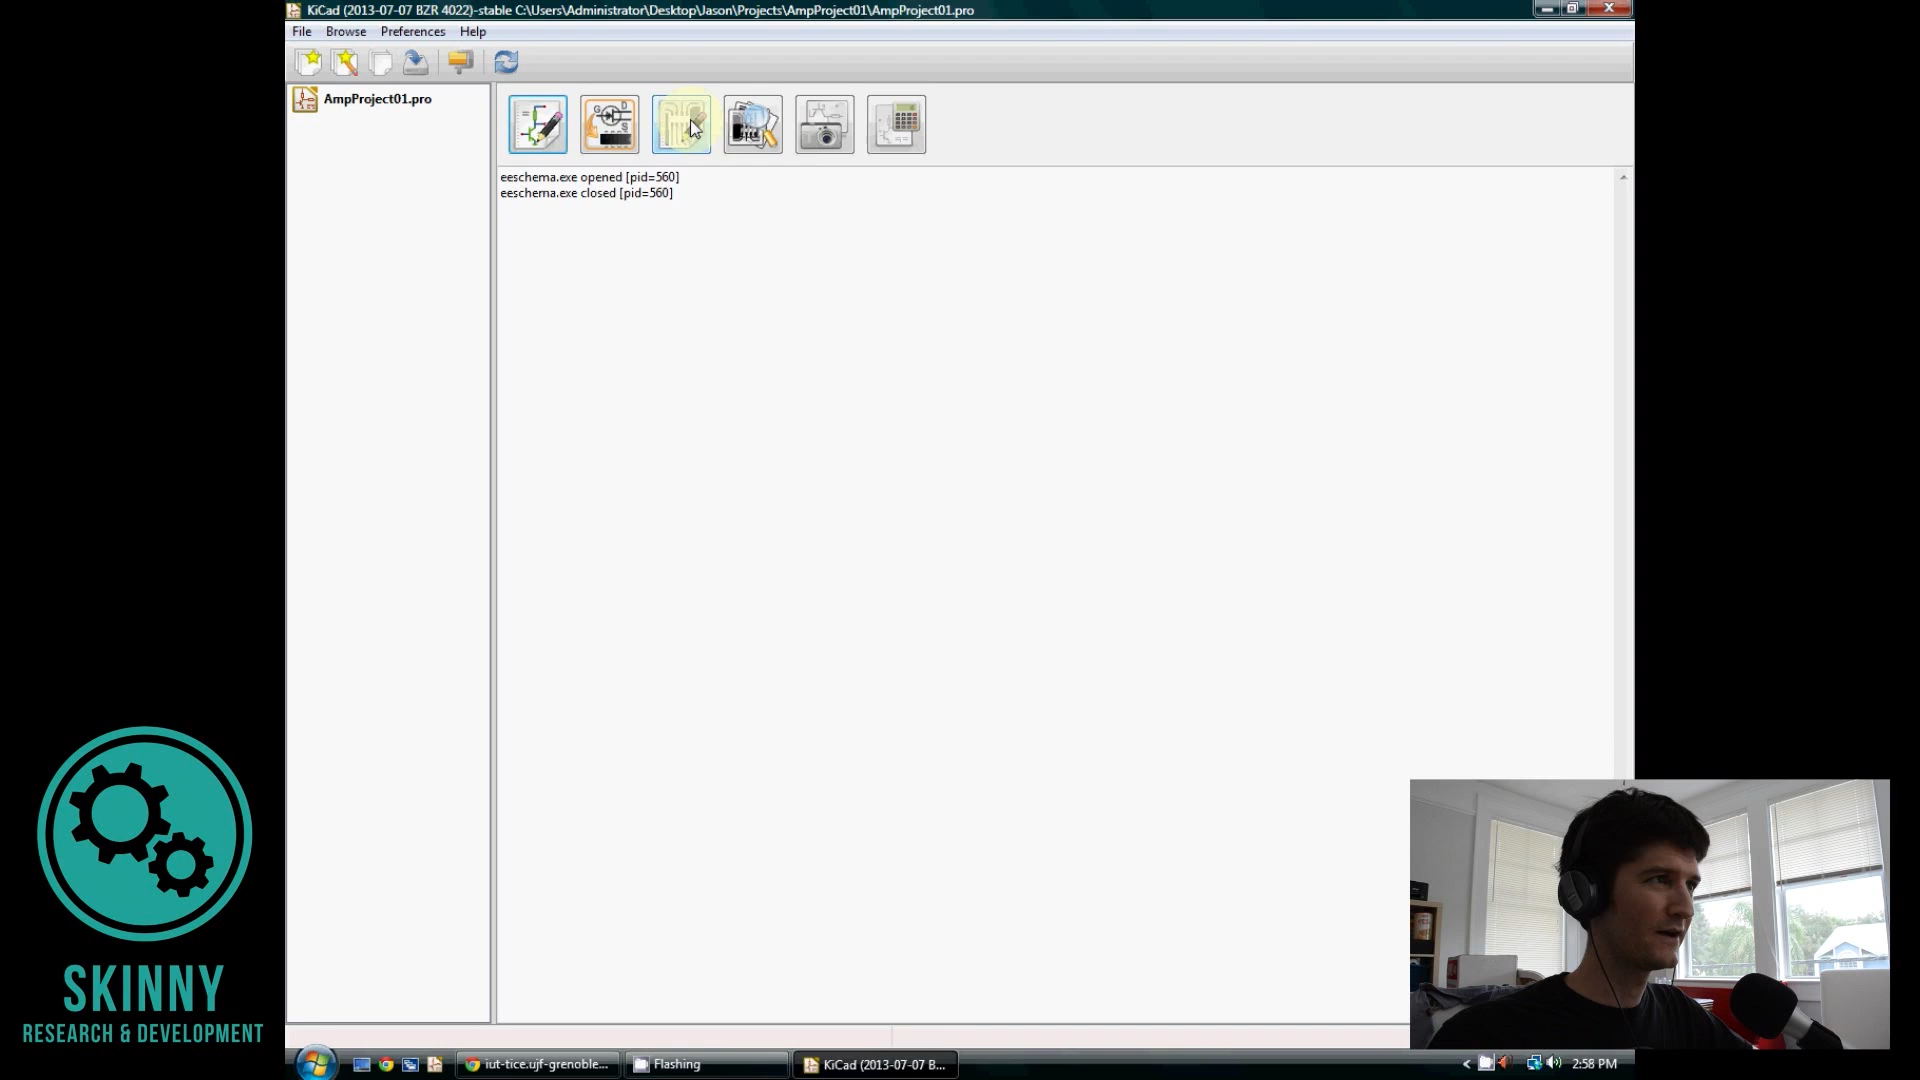 KiCad (2013-07-07 BZR 4022)-stable C:\Users\Administrator\Desktop\Jason\Projects\AmpProject01\AmpProject01.pro
File Browse Preferences Help
AmpProject01.pro
G D
S
eeschema.exe opened [pid=560]
eeschema.exe closed [pid=560]
SKINNY
RESEARCH & DEVELOPMENT
iut-tice.ujf-grenoble...
Flashing
KiCad (2013-07-07 B...
2:58 PM